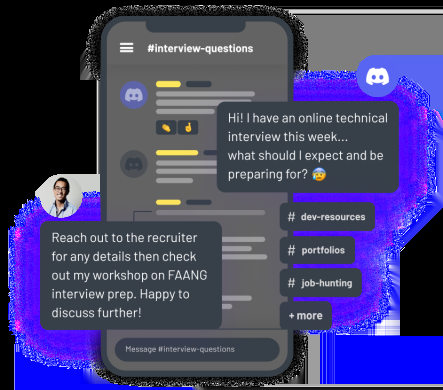 #interview-questions
Hi! I have an online technical
interview this week...
what should I expect and be
preparing for? 😰
# dev-resources
# portfolios
# job-hunting
+ more
Reach out to the recruiter
for any details then check
out my workshop on FAANG
interview prep. Happy to
discuss further!
Message #interview-questions